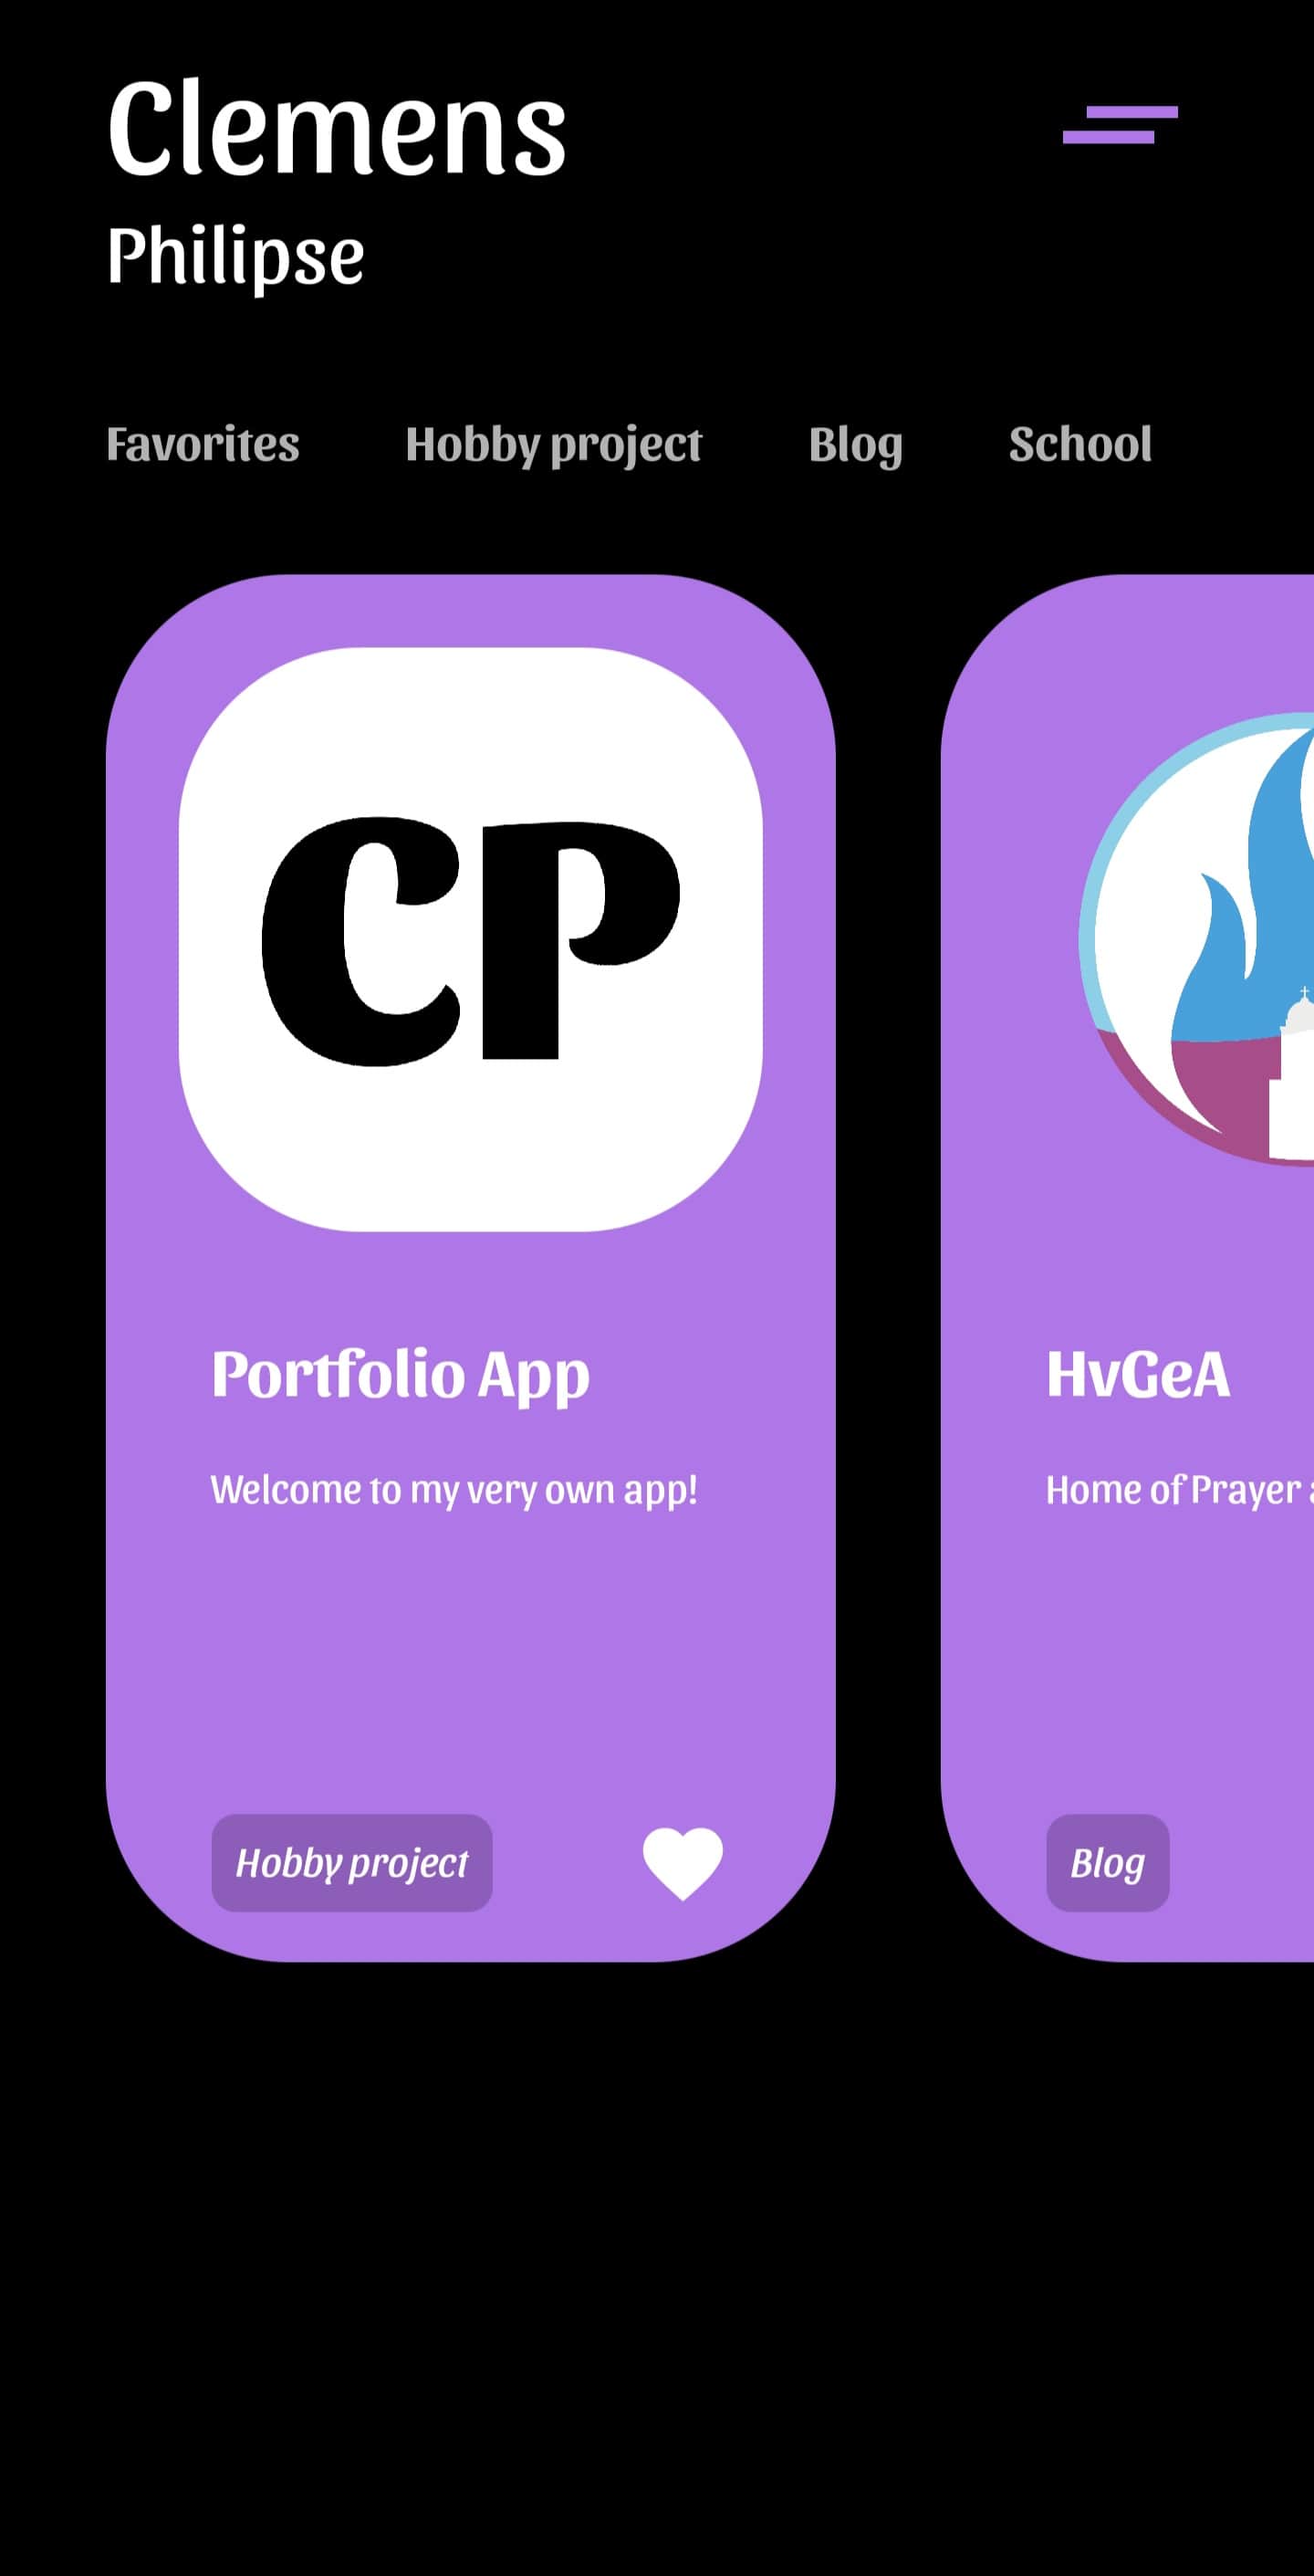 Clemens
Philipse
Favorites Hobby project Blog School
CP
Portfolio App
Welcome to my very own app!
Hobby project
HvGeA
Home of Prayer
Blog